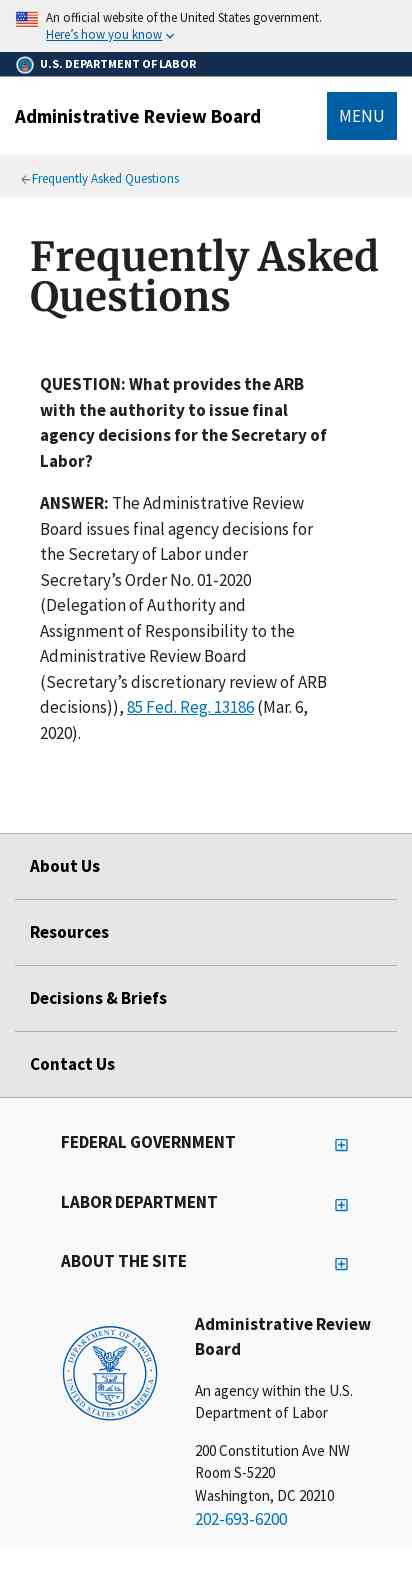 An official website of the United States government.
Here's how you know
U.S. DEPARTMENT OF LABOR
Administrative Review Board
MENU
Frequently Asked Questions
Frequently Asked
Questions
QUESTION: What provides the ARB
with the authority to issue final
agency decisions for the Secretary of
Labor?
ANSWER: The Administrative Review
Board issues final agency decisions for
the Secretary of Labor under
Secretary’s Order No. 01-2020
(Delegation of Authority and
Assignment of Responsibility to the
Administrative Review Board
(Secretary’s discretionary review of ARB
decisions)), 85 Fed. Reg. 13186 (Mar. 6,
2020).
About Us
Resources
Decisions & Briefs
Contact Us
FEDERAL GOVERNMENT
LABOR DEPARTMENT
ABOUT THE SITE
DEPARTMENT OF LABOR
UNITED STATES OF AMERICA
Administrative Review
Board
An agency within the U.S.
Department of Labor
200 Constitution Ave NW
Room S-5220
Washington, DC 20210
202-693-6200